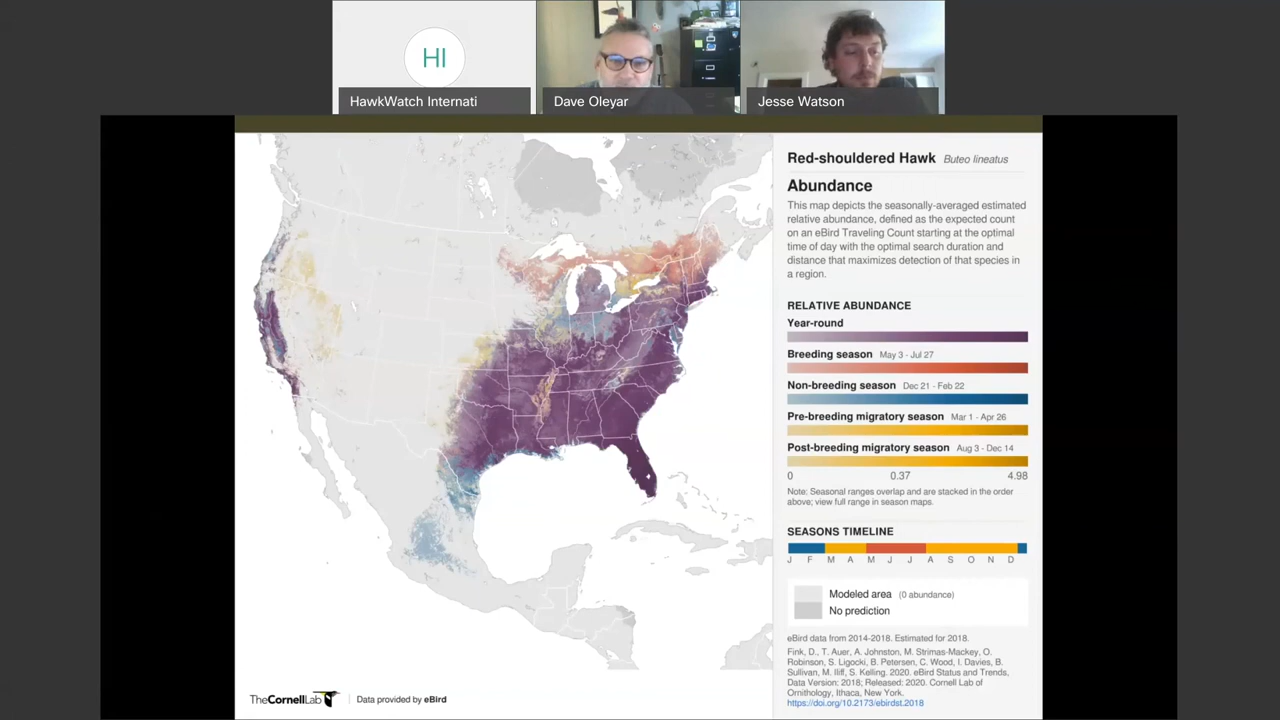 HI
HawkWatch Internati
Dave Oleyar
Jesse Watson
Red-shouldered Hawk Buteo lineatus
Abundance
This map depicts the seasonally-averaged estimated
relative abundance, defined as the expected count
on an eBird Traveling Count starting at the optimal
time of day with the optimal search duration and
distance that maximizes detection of that species in
a region.
RELATIVE ABUNDANCE
Year-round
Breeding season May 3 - Jul 27
Non-breeding season Dec 21 - Feb 22
Pre-breeding migratory season Mar 1 - Apr 26
Post-breeding migratory season Aug 3 - Dec 14
0 0.37 4.98
Note: Seasonal ranges overlap and are stacked in the order
above; view full range in season maps.
SEASONS TIMELINE
J F M A M J J A S O N D
Modeled area (0 abundance)
No prediction
eBird data from 2014-2018. Estimated for 2018.
Fink, D., T. Auer, A. Johnston, M. Strimas-Mackey, O.
Robinson, S. Ligocki, B. Petersen, C. Wood, I. Davies, B.
Sullivan, M. Iliff, S. Kelling. 2020. eBird Status and Trends,
Data Version: 2018; Released: 2020. Cornell Lab of
Ornithology, Ithaca, New York.
https://doi.org/10.2173/ebirdst.2018
TheCornellLab Data provided by eBird